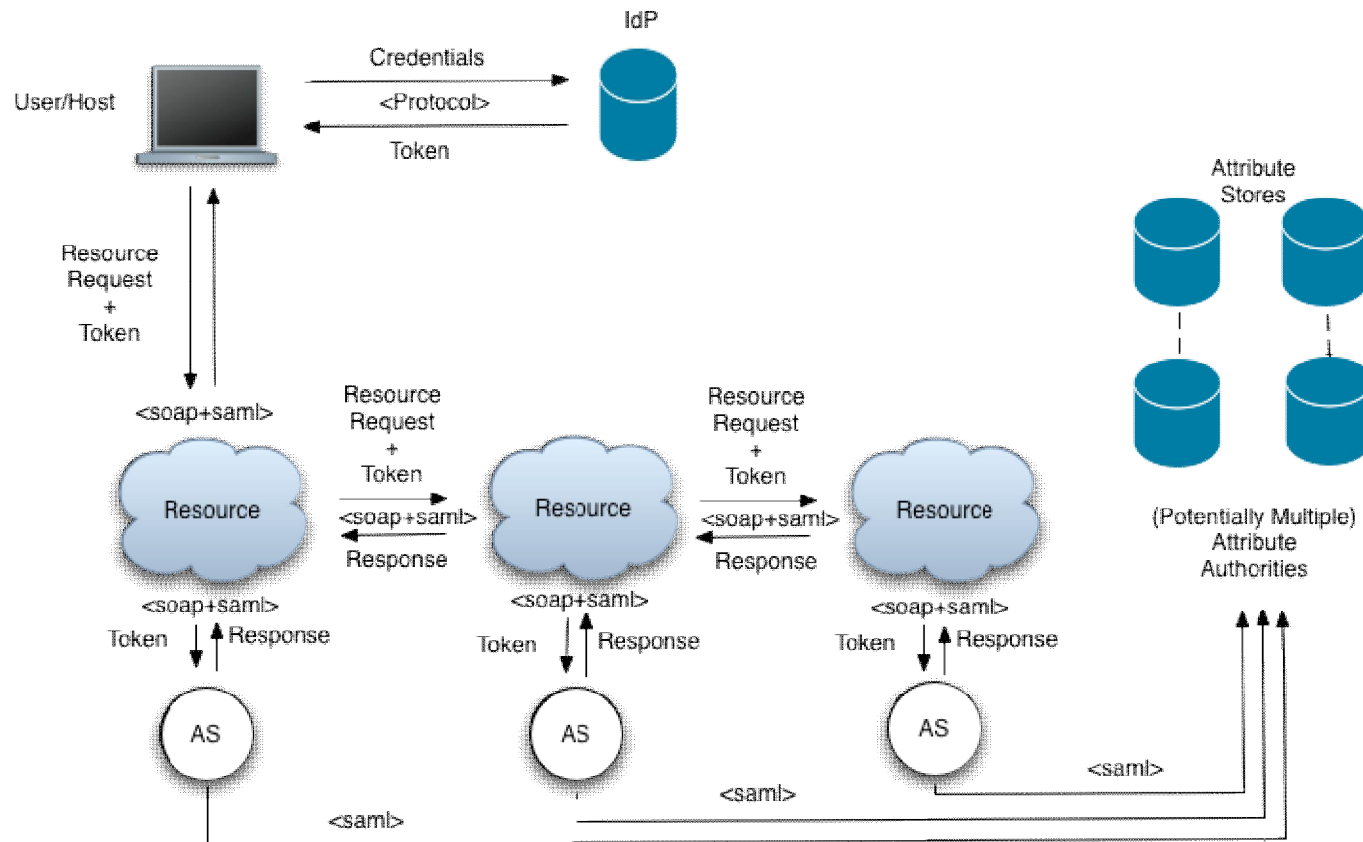 IdP
Credentials
User/Host
<Protocol>
Token
Attribute
Stores
Resource
Request
+
Token
<soap+saml>
Resource
Request
+
Token
Resource
Request
+
Token
Resource
<soap+saml>
Response
Resource
<soap+saml>
Response
Resource
(Potentially Multiple)
Attribute
Authorities
<soap+saml>
Token
Response
<soap+saml>
Token
Response
<soap+saml>
Token
Response
AS
AS
AS
<saml>
<saml>
<saml>